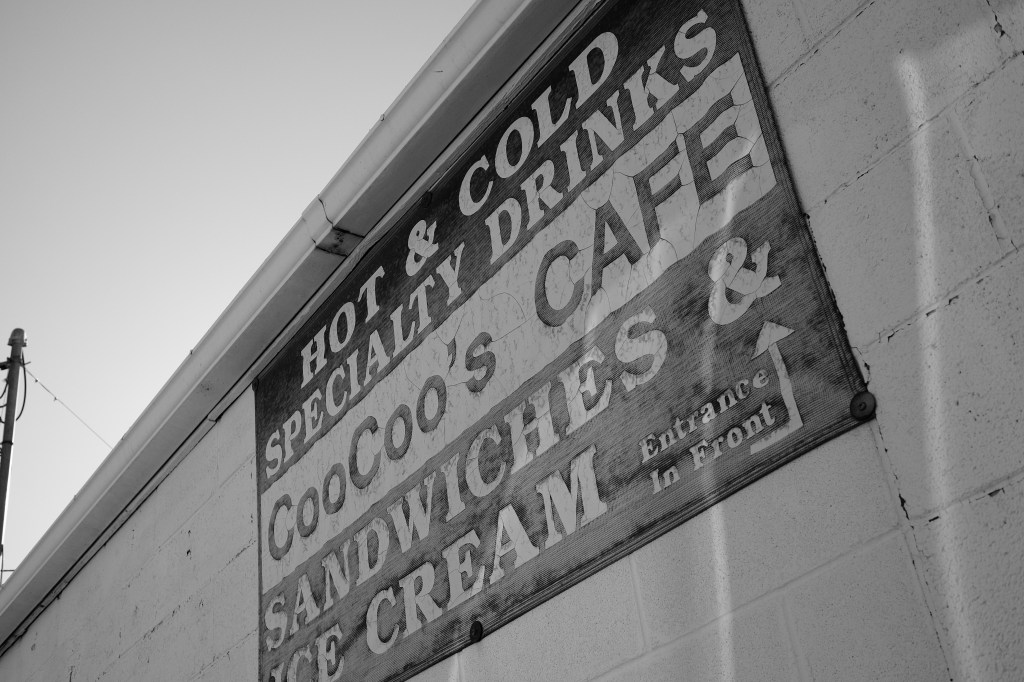 HOT & COLD
SPECIALTY DRINKS
CooCoo's CAFE
SANDWICHES &
ICE CREAM
Entrance
in Front